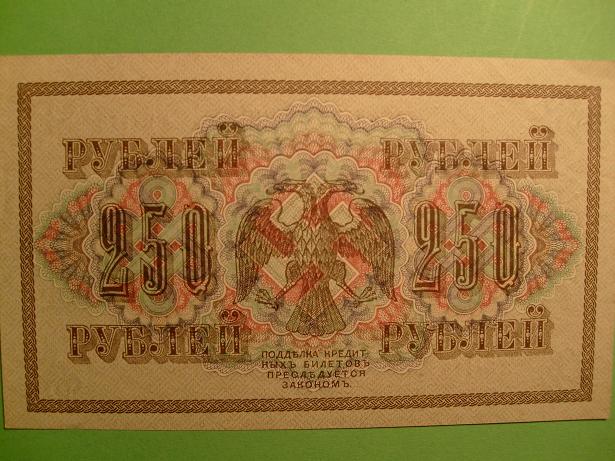 РУБЛЕЙ РУБЛЕЙ
250 250
РУБЛЕЙ РУБЛЕЙ
ПОДДѢЛКА КРЕДИТ-
НЫХЪ БИЛЕТОВЪ
ПРЕСЛѢДУЕТСЯ
ЗАКОНОМЪ.